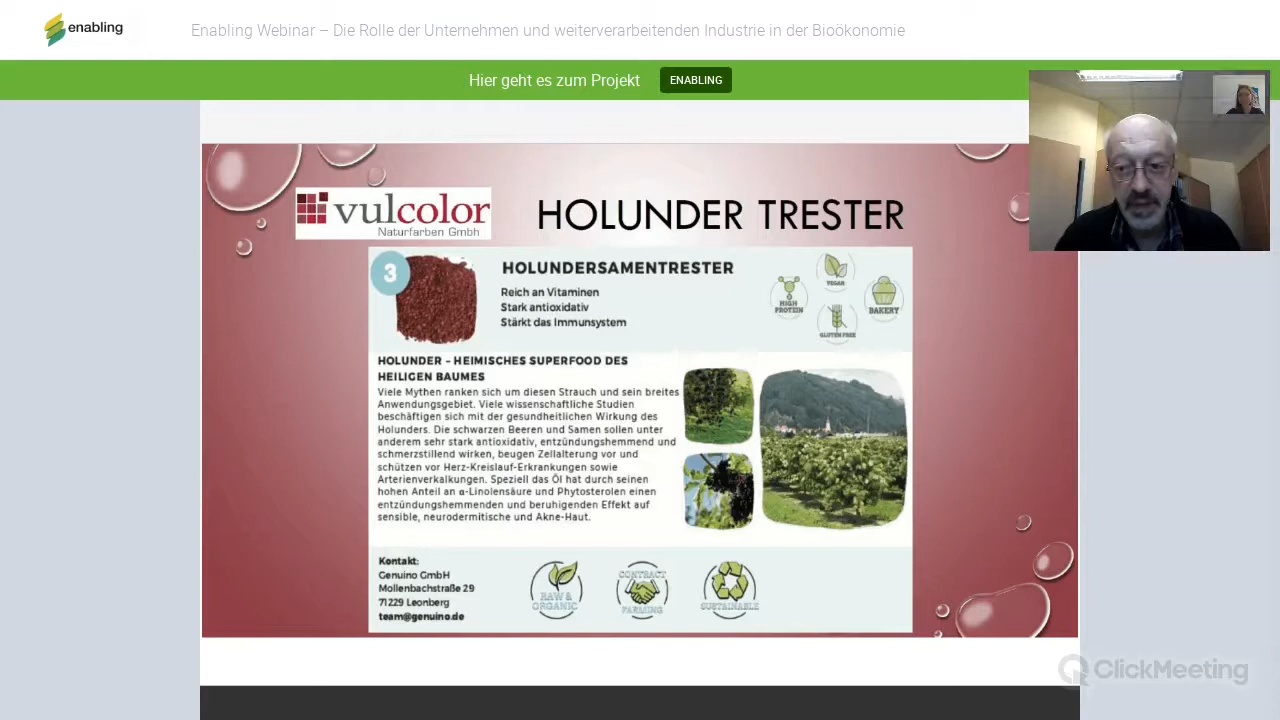 enabling
Enabling Webinar – Die Rolle der Unternehmen und weiterverarbeitenden Industrie in der Bioökonomie
Hier geht es zum Projekt
ENABLING
vulcolor
Naturfarben Gmbh
HOLUNDER TRESTER
3
HOLUNDERSAMENTRESTER
Reich an Vitaminen
Stark antioxidativ
Stärkt das Immunsystem
HIGH
PROTEIN
VEGAN
GLUTEN FREE
BAKERY
HOLUNDER – HEIMISCHES SUPERFOOD DES
HEILIGEN BAUMES
Viele Mythen ranken sich um diesen Strauch und sein breites
Anwendungsgebiet. Viele wissenschaftliche Studien
beschäftigen sich mit der gesundheitlichen Wirkung des
Holunders. Die schwarzen Beeren und Samen sollen unter
anderem sehr stark antioxidativ, entzündungshemmend und
schmerzstillend wirken, beugen Zellalterung vor und
schützen vor Herz-Kreislauf-Erkrankungen sowie
Arterienverkalkungen. Speziell das Öl hat durch seinen
hohen Anteil an α-Linolensäure und Phytosterolen einen
entzündungshemmenden und beruhigenden Effekt auf
sensible, neurodermitische und Akne-Haut.
Kontakt:
Genuino GmbH
Mollenbachstraße 29
71229 Leonberg
team@genuino.de
RAW &
ORGANIC
CONTRACT
FARMING
SUSTAINABLE
ClickMeeting